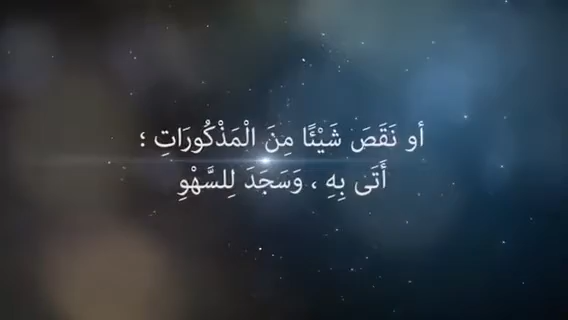 أو نَقَصَ شَيْئًا مِنَ الْمَذْكُورَاتِ ؛
أَتَى بِهِ ، وَسَجَدَ لِلسَّهْوِ